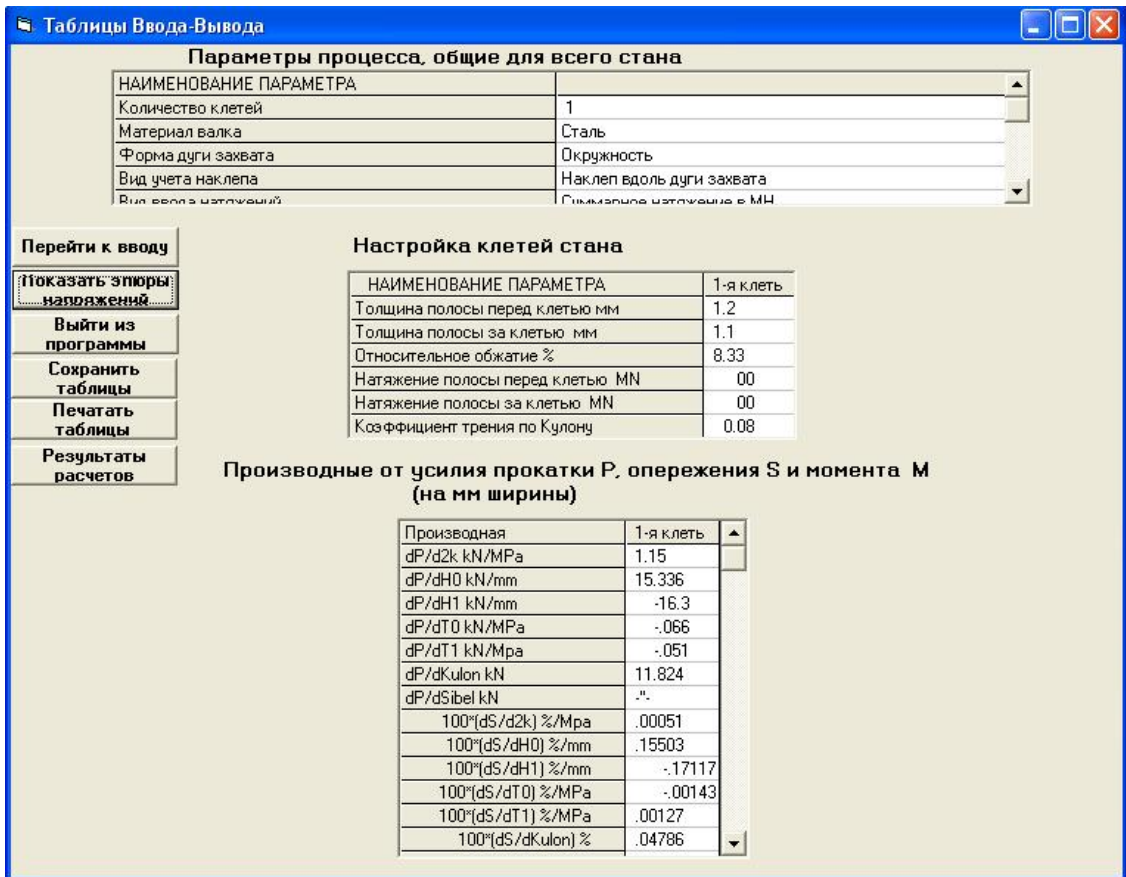 Таблицы Ввода-Вывода
Параметры процесса, общие для всего стана
НАИМЕНОВАНИЕ ПАРАМЕТРА
Количество клетей 1
Материал валка Сталь
Форма дуги захвата Окружность
Вид учета наклепа Наклеп вдоль дуги захвата
Вид ввода натяжений Суммарное натяжение в МН
Перейти к вводу
Показать эпюры
напряжений
Выйти из
программы
Сохранить
таблицы
Печатать
таблицы
Результаты
расчетов
Настройка клетей стана
НАИМЕНОВАНИЕ ПАРАМЕТРА 1-я клеть
Толщина полосы перед клетью мм 1.2
Толщина полосы за клетью мм 1.1
Относительное обжатие % 8.33
Натяжение полосы перед клетью MN 00
Натяжение полосы за клетью MN 00
Коэффициент трения по Кулону 0.08
Производные от усилия прокатки P, опережения S и момента M
(на мм ширины)
Производная 1-я клеть
dP/d2k kN/MPa 1.15
dP/dH0 kN/mm 15.336
dP/dH1 kN/mm -16.3
dP/dT0 kN/MPa -.066
dP/dT1 kN/Mpa -.051
dP/dKulon kN 11.824
dP/dSibel kN -"-
100*(dS/d2k) %/Mpa .00051
100*(dS/dH0) %/mm .15503
100*(dS/dH1) %/mm -.17117
100*(dS/dT0) %/MPa -.00143
100*(dS/dT1) %/MPa .00127
100*(dS/dKulon) % .04786